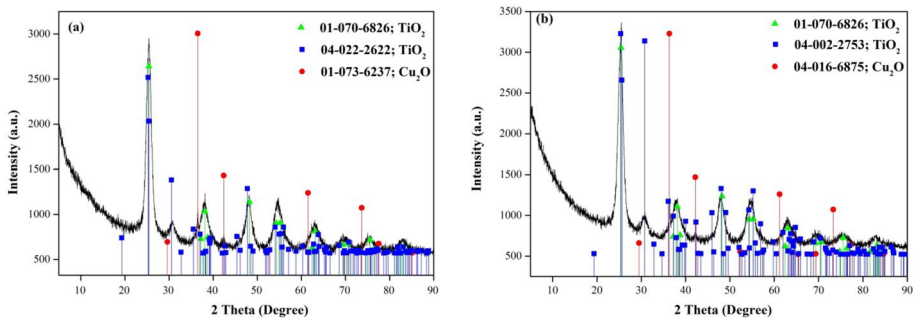 (a)
01-070-6826; TiO₂
04-022-2622; TiO₂
01-073-6237; Cu₂O
3000
2500
2000
1500
1000
500
Intensity (a.u.)
10 20 30 40 50 60 70 80 90
2 Theta (Degree)
(b)
01-070-6826; TiO₂
04-002-2753; TiO₂
04-016-6875; Cu₂O
3500
3000
2500
2000
1500
1000
500
Intensity (a.u.)
10 20 30 40 50 60 70 80 90
2 Theta (Degree)